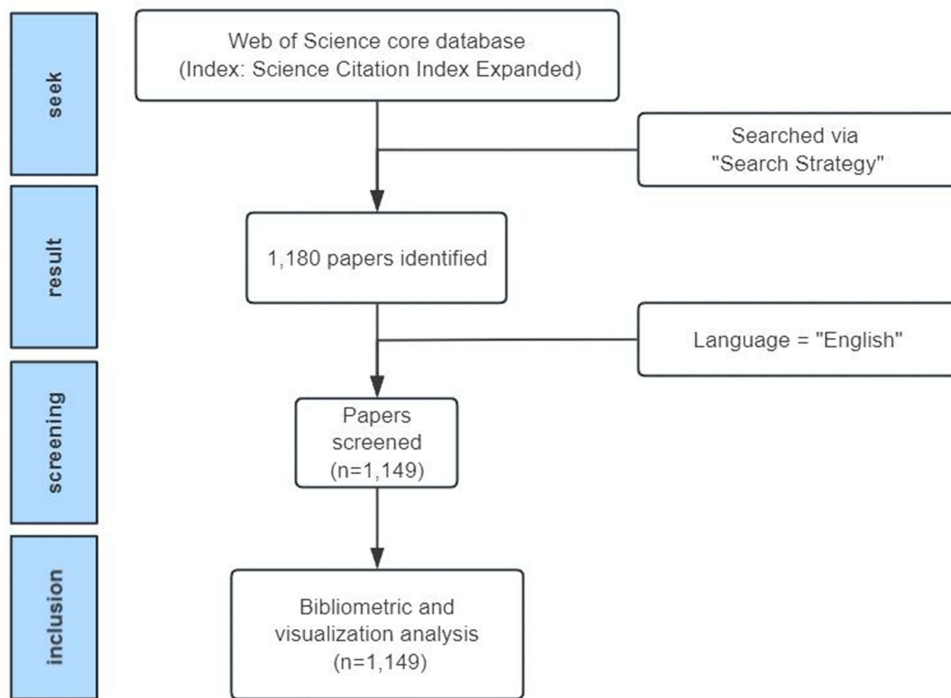 seek
Web of Science core database
(Index: Science Citation Index Expanded)
Searched via
"Search Strategy"
result
1,180 papers identified
Language = "English"
screening
Papers
screened
(n=1,149)
inclusion
Bibliometric and
visualization analysis
(n=1,149)